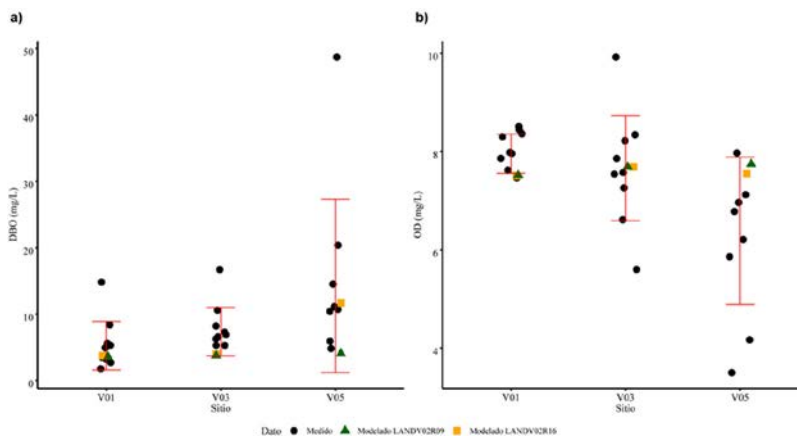 a)
b)
50
40
30
20
10
0
DBO (mg/L)
V01
V03
V05
Sitio
10
8
6
4
OD (mg/L)
V01
V03
V05
Sitio
Dato Medido Modelado LANDV02R09 Modelado LANDV02R16